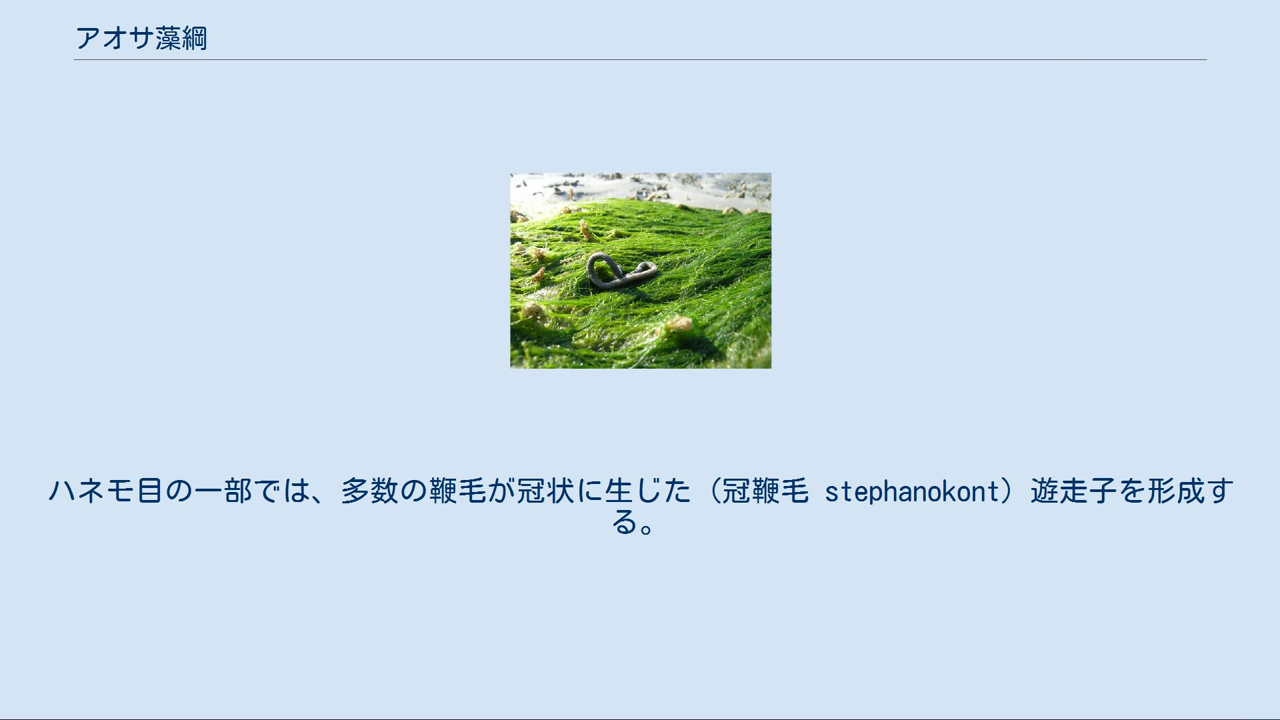 アオサ藻綱
ハネモ目の一部では、多数の鞭毛が冠状に生じた（冠鞭毛 stephanokont）遊走子を形成す
る。